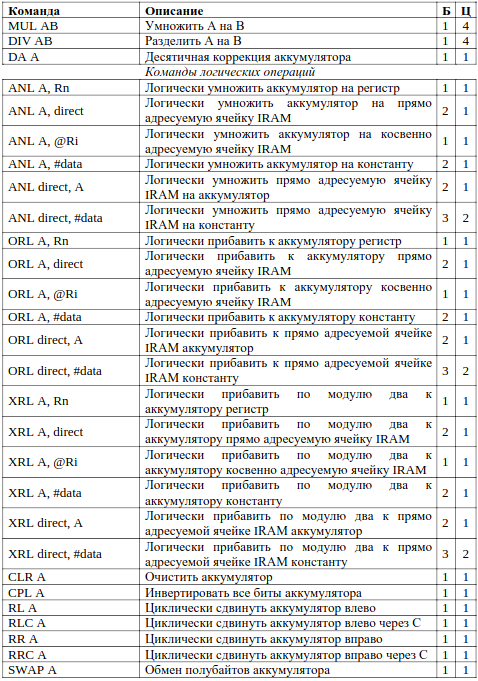 Команда Описание Б Ц
MUL AB Умножить А на В 1 4
DIV AB Разделить А на В 1 4
DA A Десятичная коррекция аккумулятора 1 1
Команды логических операций
ANL A, Rn Логически умножить аккумулятор на регистр 1 1
ANL A, direct Логически умножить аккумулятор на прямо 2 1
адресуемую ячейку IRAM
ANL A, @Ri Логически умножить аккумулятор на косвенно 1 1
адресуемую ячейку IRAM
ANL A, #data Логически умножить аккумулятор на константу 2 1
ANL direct, A Логически умножить прямо адресуемую ячейку 2 1
IRAM на аккумулятор
ANL direct, #data Логически умножить прямо адресуемую ячейку 3 2
IRAM на константу
ORL A, Rn Логически прибавить к аккумулятору регистр 1 1
ORL A, direct Логически прибавить к аккумулятору прямо 2 1
адресуемую ячейку IRAM
ORL A, @Ri Логически прибавить к аккумулятору косвенно 1 1
адресуемую ячейку IRAM
ORL A, #data Логически прибавить к аккумулятору константу 2 1
ORL direct, A Логически прибавить к прямо адресуемой ячейке 2 1
IRAM аккумулятор
ORL direct, #data Логически прибавить к прямо адресуемой ячейке 3 2
IRAM константу
XRL A, Rn Логически прибавить по модулю два к 1 1
аккумулятору регистр
XRL A, direct Логически прибавить по модулю два к 2 1
аккумулятору прямо адресуемую ячейку IRAM
XRL A, @Ri Логически прибавить по модулю два к 1 1
аккумулятору косвенно адресуемую ячейку IRAM
XRL A, #data Логически прибавить по модулю два к 2 1
аккумулятору константу
XRL direct, A Логически прибавить по модулю два к прямо 2 1
адресуемой ячейке IRAM аккумулятор
XRL direct, #data Логически прибавить по модулю два к прямо 3 2
адресуемой ячейке IRAM константу
CLR A Очистить аккумулятор 1 1
CPL A Инвертировать все биты аккумулятора 1 1
RL A Циклически сдвинуть аккумулятор влево 1 1
RLC A Циклически сдвинуть аккумулятор влево через С 1 1
RR A Циклически сдвинуть аккумулятор вправо 1 1
RRC A Циклически сдвинуть аккумулятор вправо через С 1 1
SWAP A Обмен полубайтов аккумулятора 1 1